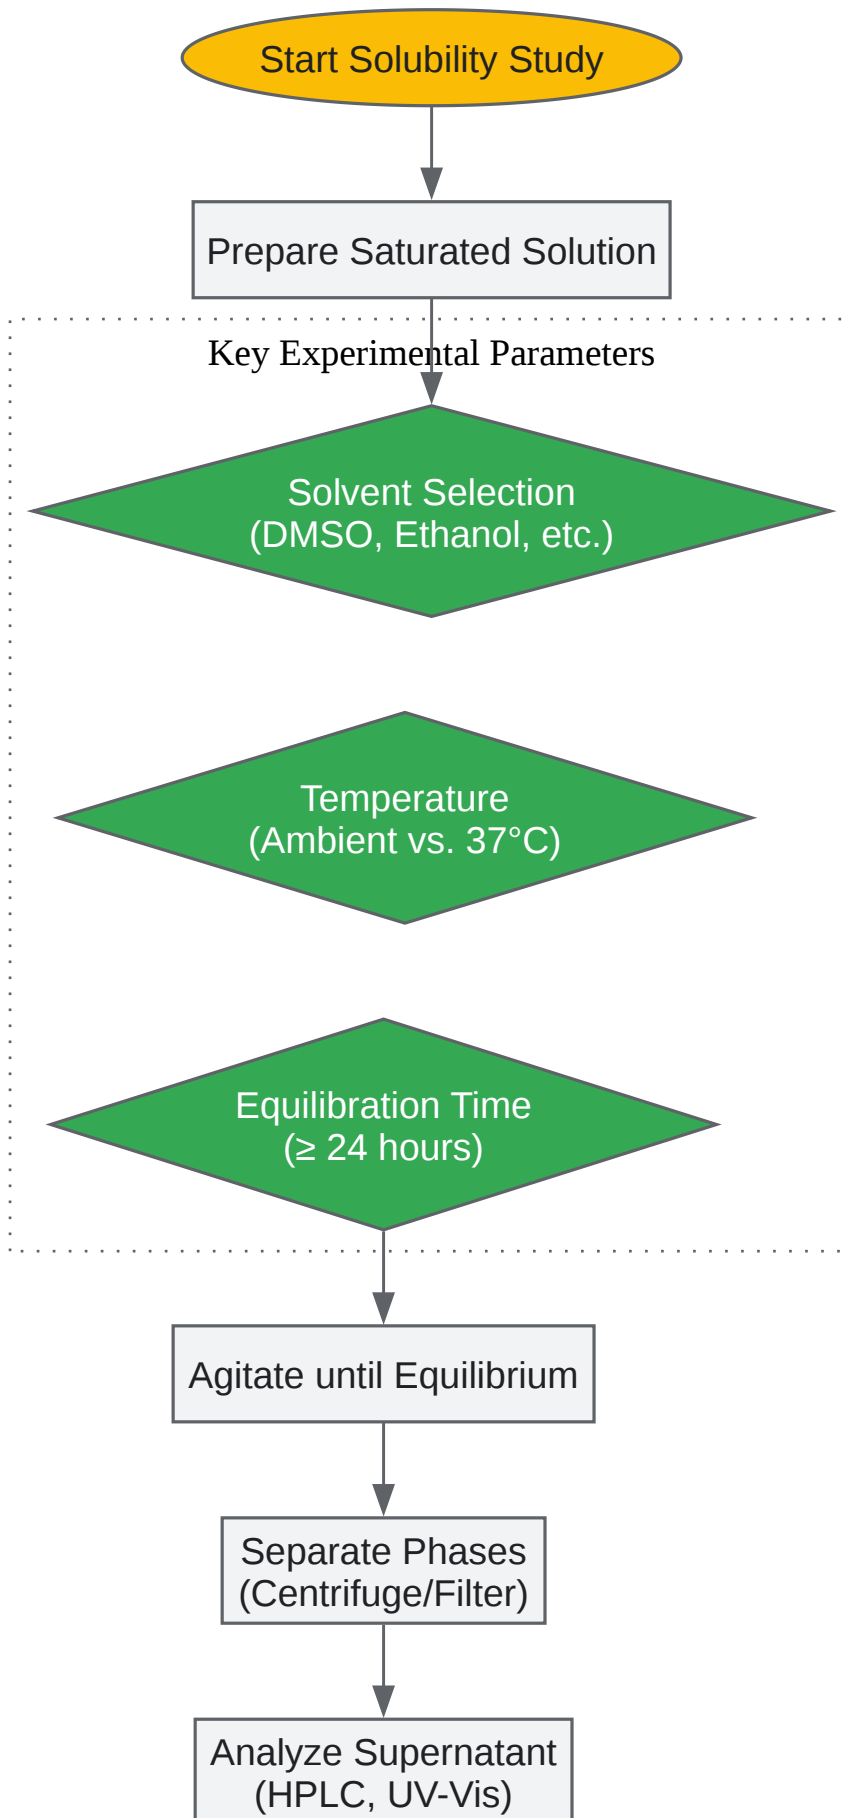 Start Solubility Study
Prepare Saturated Solution
Key Experimental Parameters
Solvent Selection
(DMSO, Ethanol, etc.)
Temperature
(Ambient vs. 37°C)
Equilibration Time
(≥ 24 hours)
Agitate until Equilibrium
Separate Phases
(Centrifuge/Filter)
Analyze Supernatant
(HPLC, UV-Vis)